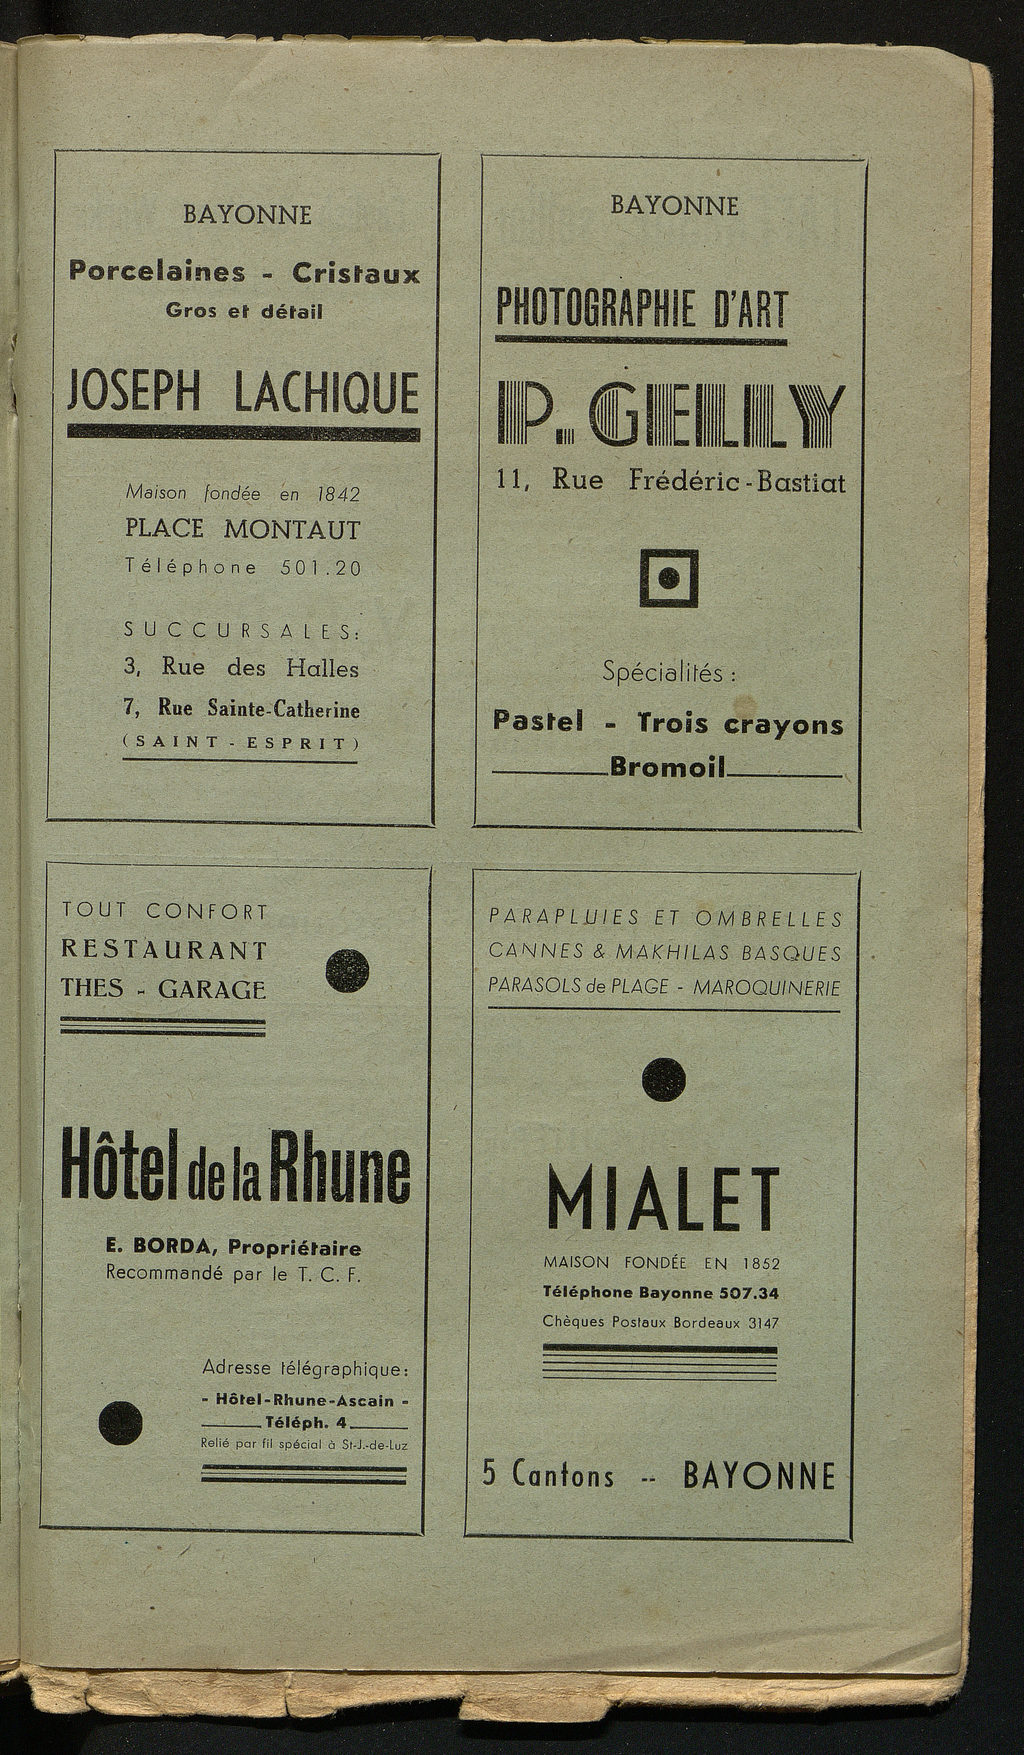 BAYONNE
Porcelaines - Cristaux
Gros et détail
JOSEPH LACHIQUE
Maison fondée en 1842
PLACE MONTAUT
Téléphone 501.20
SUCCURSALES:
3, Rue des Halles
7, Rue Sainte-Catherine
(SAINT-ESPRIT)
BAYONNE
PHOTOGRAPHIE D'ART
P. GELLY
11, Rue Frédéric-Bastiat
Spécialités :
Pastel - Trois crayons
Bromoil
TOUT CONFORT
RESTAURANT
THES - GARAGE
Hôtel de la Rhune
E. BORDA, Propriétaire
Recommandé par le T. C. F.
Adresse télégraphique:
- Hôtel-Rhune-Ascain -
Téléph. 4
Relié par fil spécial à St-J.-de-Luz
PARAPLUIES ET OMBRELLES
CANNES & MAKHILAS BASQUES
PARASOLS de PLAGE - MAROQUINERIE
MIALET
MAISON FONDÉE EN 1852
Téléphone Bayonne 507.34
Chèques Postaux Bordeaux 3147
5 Cantons -- BAYONNE